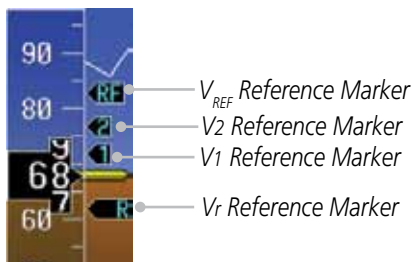 90
RF
V REF Reference Marker
80
2
V2 Reference Marker
9
1
V1 Reference Marker
68
7
R
Vr Reference Marker
60